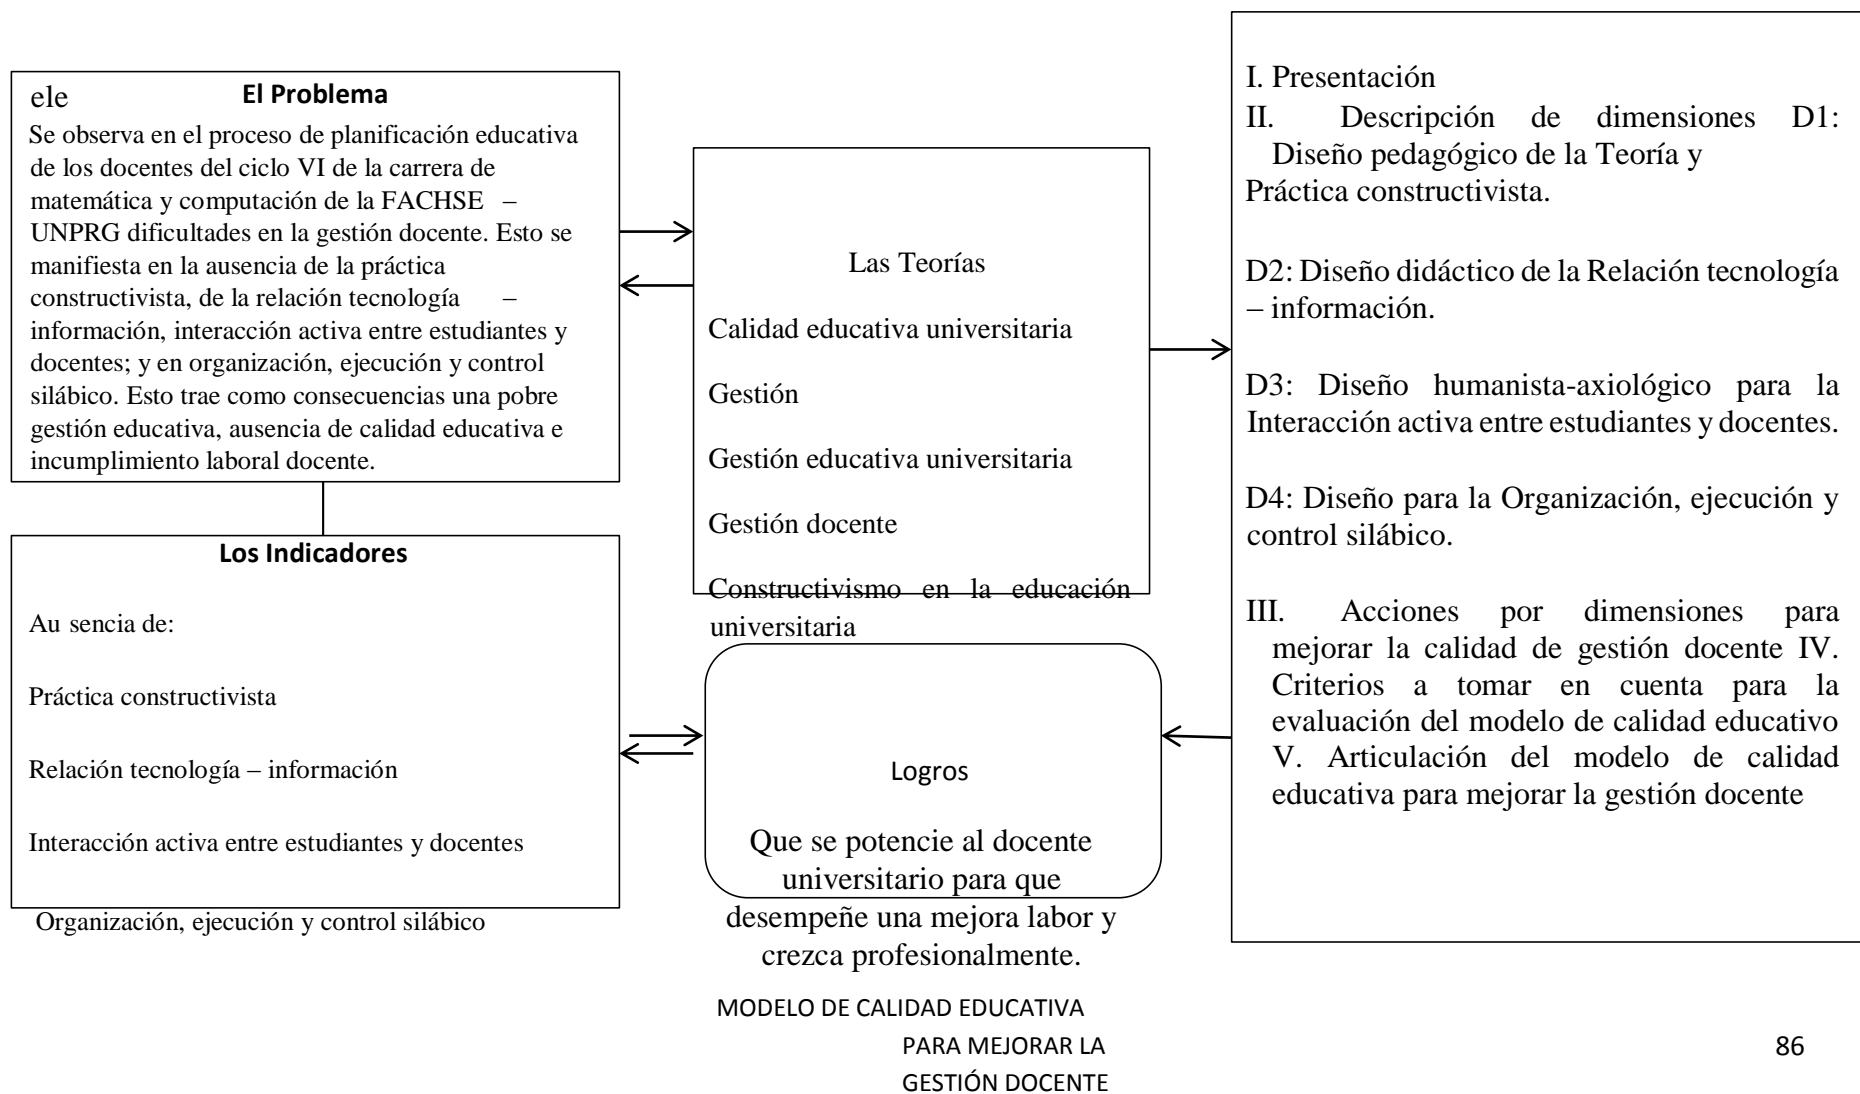 ele El Problema
Se observa en el proceso de planificación educativa
de los docentes del ciclo VI de la carrera de
matemática y computación de la FACHSE –
UNPRG dificultades en la gestión docente. Esto se
manifiesta en la ausencia de la práctica
constructivista, de la relación tecnología –
información, interacción activa entre estudiantes y
docentes; y en organización, ejecución y control
silábico. Esto trae como consecuencias una pobre
gestión educativa, ausencia de calidad educativa e
incumplimiento laboral docente.
Los Indicadores
Au sencia de:
Práctica constructivista
Relación tecnología – información
Interacción activa entre estudiantes y docentes
Organización, ejecución y control silábico
Las Teorías
Calidad educativa universitaria
Gestión
Gestión educativa universitaria
Gestión docente
Constructivismo en la educación
universitaria
Logros
Que se potencie al docente
universitario para que
desempeñe una mejora labor y
crezca profesionalmente.
I. Presentación
II. Descripción de dimensiones D1:
Diseño pedagógico de la Teoría y
Práctica constructivista.
D2: Diseño didáctico de la Relación tecnología
– información.
D3: Diseño humanista-axiológico para la
Interacción activa entre estudiantes y docentes.
D4: Diseño para la Organización, ejecución y
control silábico.
III. Acciones por dimensiones para
mejorar la calidad de gestión docente IV.
Criterios a tomar en cuenta para la
evaluación del modelo de calidad educativo
V. Articulación del modelo de calidad
educativa para mejorar la gestión docente
MODELO DE CALIDAD EDUCATIVA
PARA MEJORAR LA
GESTIÓN DOCENTE
86